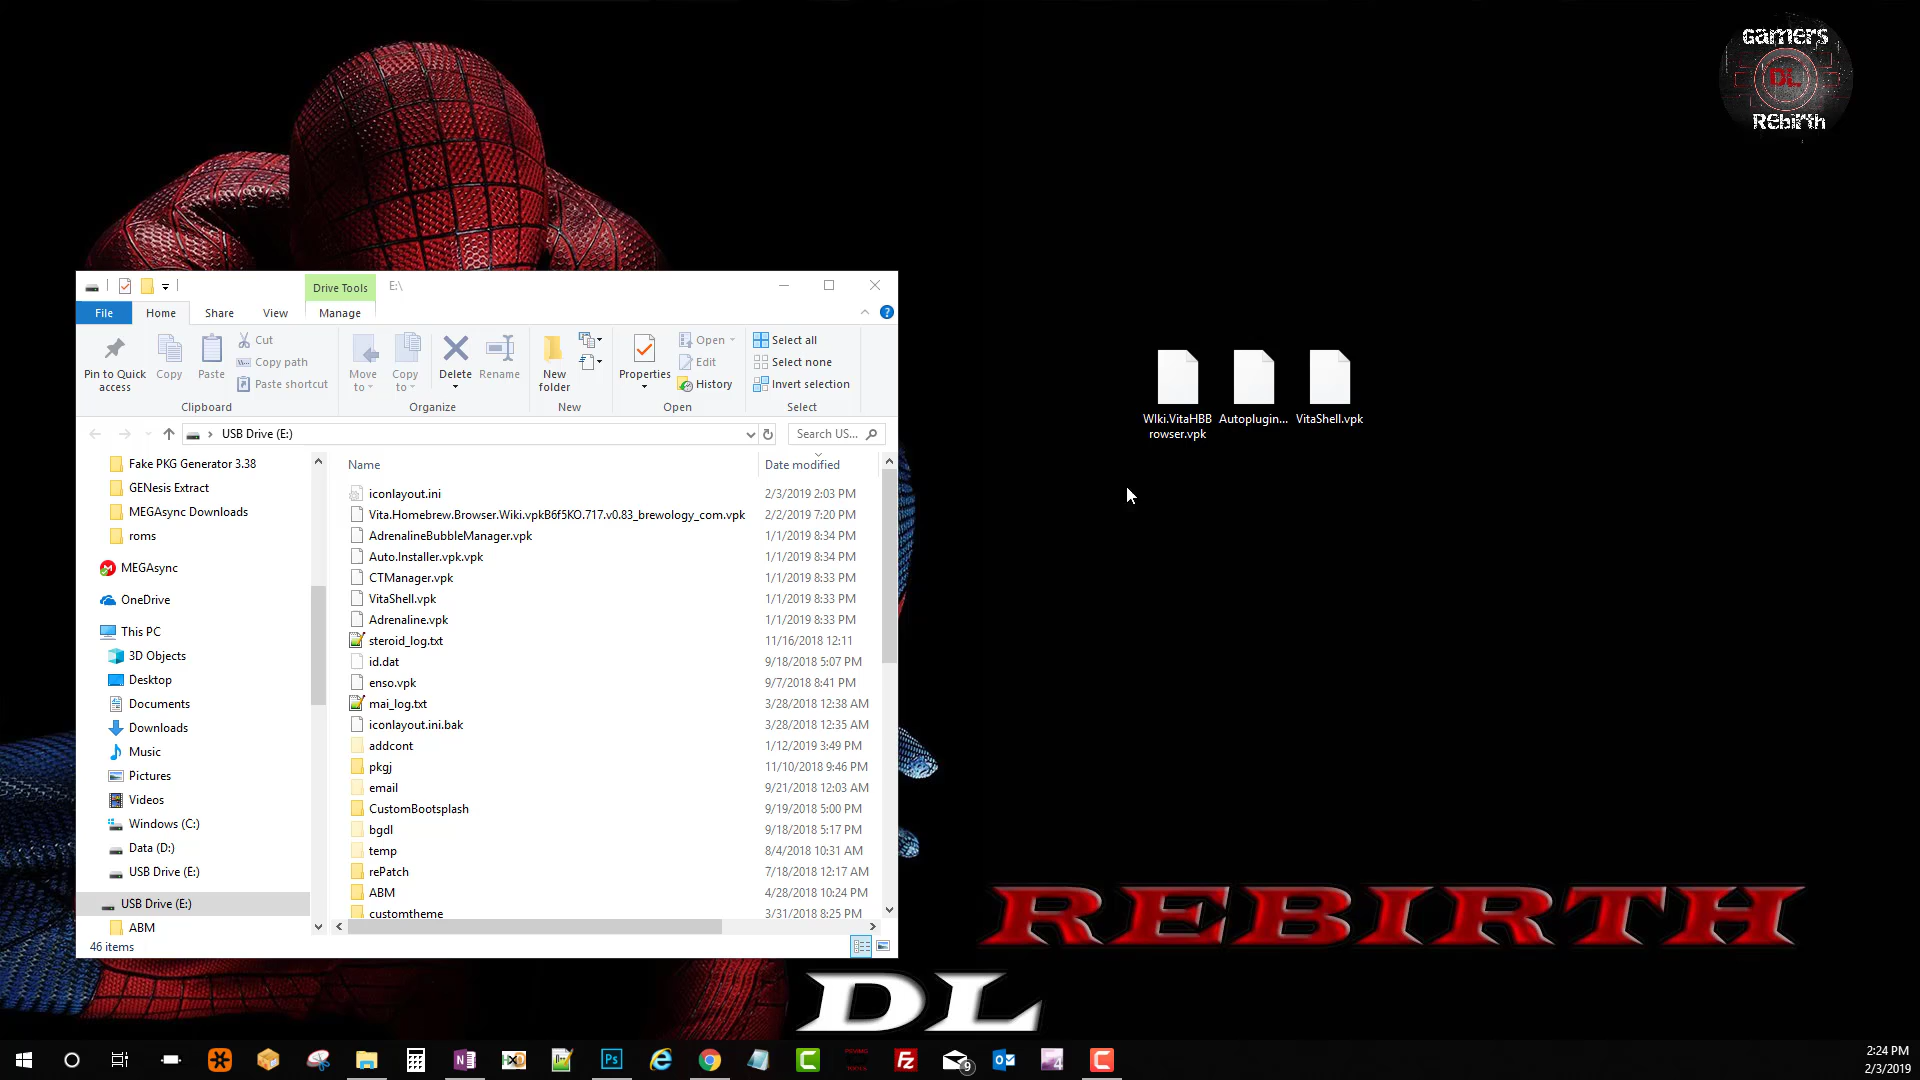 Gamers
DL
REbirth
Drive Tools
E:\
File
Home
Share
View
Manage
Pin to Quick
access
Copy
Paste
Cut
Copy path
Paste shortcut
Clipboard
Move
to
Copy
to
Delete
Rename
Organize
New
folder
New
Properties
Open
Edit
History
Open
Select all
Select none
Invert selection
Select
USB Drive (E:)
Search US...
Fake PKG Generator 3.38
GENesis Extract
MEGAsync Downloads
roms
MEGAsync
OneDrive
This PC
3D Objects
Desktop
Documents
Downloads
Music
Pictures
Videos
Windows (C:)
Data (D:)
USB Drive (E:)
USB Drive (E:)
ABM
Name Date modified
iconlayout.ini 2/3/2019 2:03 PM
Vita.Homebrew.Browser.Wiki.vpkB6f5KO.717.v0.83_brewology_com.vpk 2/2/2019 7:20 PM
AdrenalineBubbleManager.vpk 1/1/2019 8:34 PM
Auto.Installer.vpk.vpk 1/1/2019 8:34 PM
CTManager.vpk 1/1/2019 8:33 PM
VitaShell.vpk 1/1/2019 8:33 PM
Adrenaline.vpk 1/1/2019 8:33 PM
steroid_log.txt 11/16/2018 12:11
id.dat 9/18/2018 5:07 PM
enso.vpk 9/7/2018 8:41 PM
mai_log.txt 3/28/2018 12:38 AM
iconlayout.ini.bak 3/28/2018 12:35 AM
addcont 1/12/2019 3:49 PM
pkgj 11/10/2018 9:46 PM
email 9/21/2018 12:03 AM
CustomBootsplash 9/19/2018 5:00 PM
bgdl 9/18/2018 5:17 PM
temp 8/4/2018 10:31 AM
rePatch 7/18/2018 12:17 AM
ABM 4/28/2018 10:24 PM
customtheme 3/31/2018 8:25 PM
46 items
WIki.VitaHBB
rowser.vpk
Autoplugin...
VitaShell.vpk
REBIRTH
DL
2:24 PM
2/3/2019